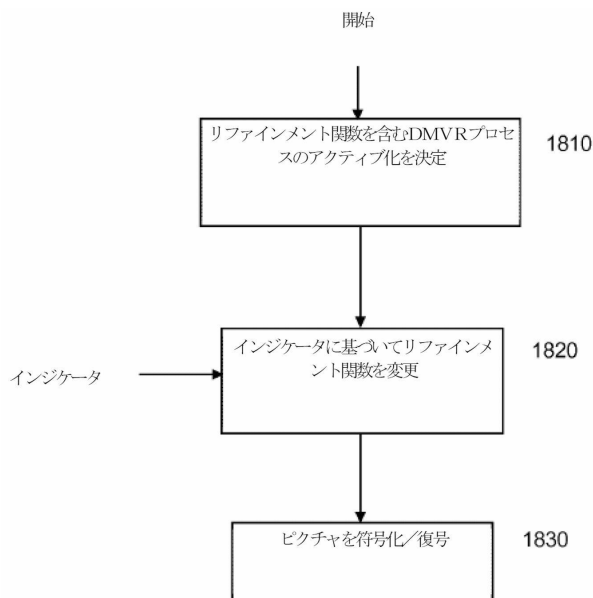 開始
リファインメント関数を含むDMVRプロセ
スのアクティブ化を決定
1810
インジケータに基づいてリファインメ
ント関数を変更
1820
インジケータ
ピクチャを符号化／復号
1830